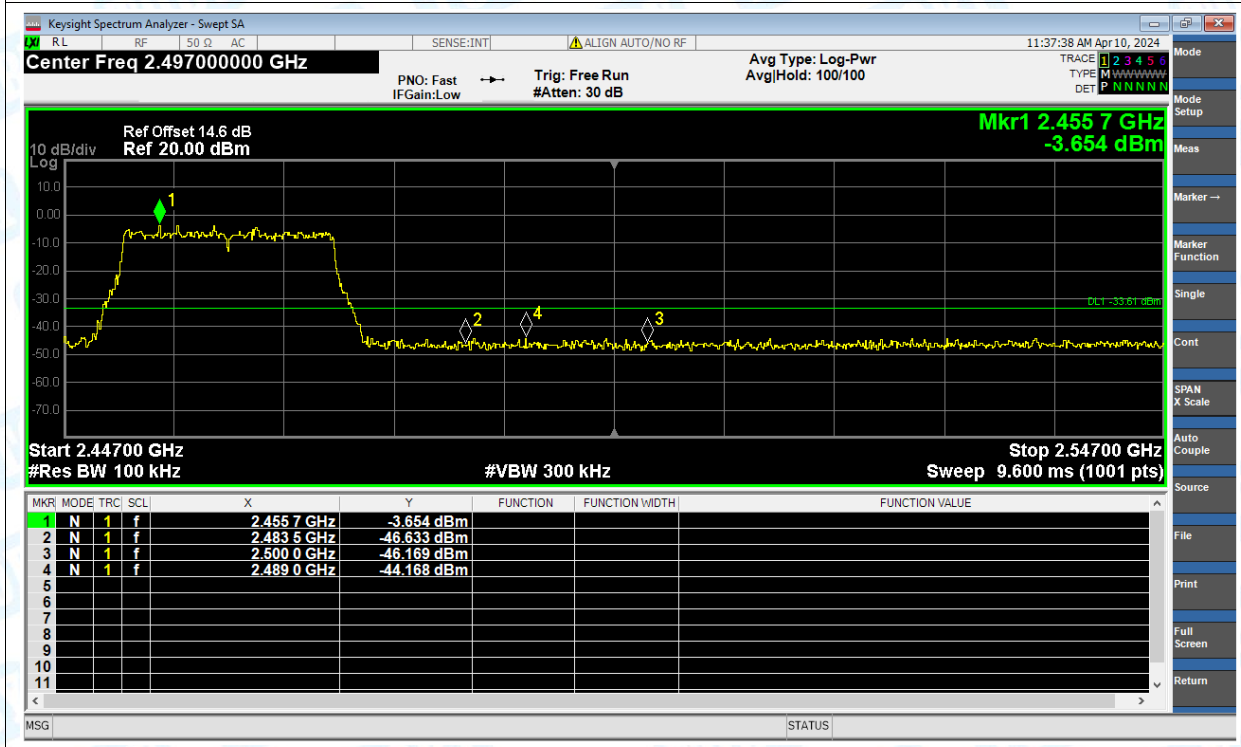 Keysight Spectrum Analyzer - Swept SA
LXI RL RF 50 Ω AC SENSE:INT ALIGN AUTO/NO RF 11:37:38 AM Apr 10, 2024
Center Freq 2.497000000 GHz
PNO: Fast
IFGain:Low
Trig: Free Run
#Atten: 30 dB
Avg Type: Log-Pwr
Avg|Hold: 100/100
TRACE 1 2 3 4 5 6
TYPE M WWWWW
DET P N N N N N
Ref Offset 14.6 dB
Ref 20.00 dBm
10 dB/div
Log
Mkr1 2.455 7 GHz
-3.654 dBm
10.0
0.00
-10.0
-20.0
-30.0
-40.0
-50.0
-60.0
-70.0
1
2
4
3
DL1 -33.61 dBm
Start 2.44700 GHz
Stop 2.54700 GHz
#Res BW 100 kHz
#VBW 300 kHz
Sweep 9.600 ms (1001 pts)
MKR MODE TRC SCL X Y FUNCTION FUNCTION WIDTH FUNCTION VALUE
1 N 1 f 2.455 7 GHz -3.654 dBm
2 N 1 f 2.483 5 GHz -46.633 dBm
3 N 1 f 2.500 0 GHz -46.169 dBm
4 N 1 f 2.489 0 GHz -44.168 dBm
5
6
7
8
9
10
11
MSG
STATUS
Mode
Mode
Setup
Meas
Marker →
Marker
Function
Single
Cont
SPAN
X Scale
Auto
Couple
Source
File
Print
Full
Screen
Return